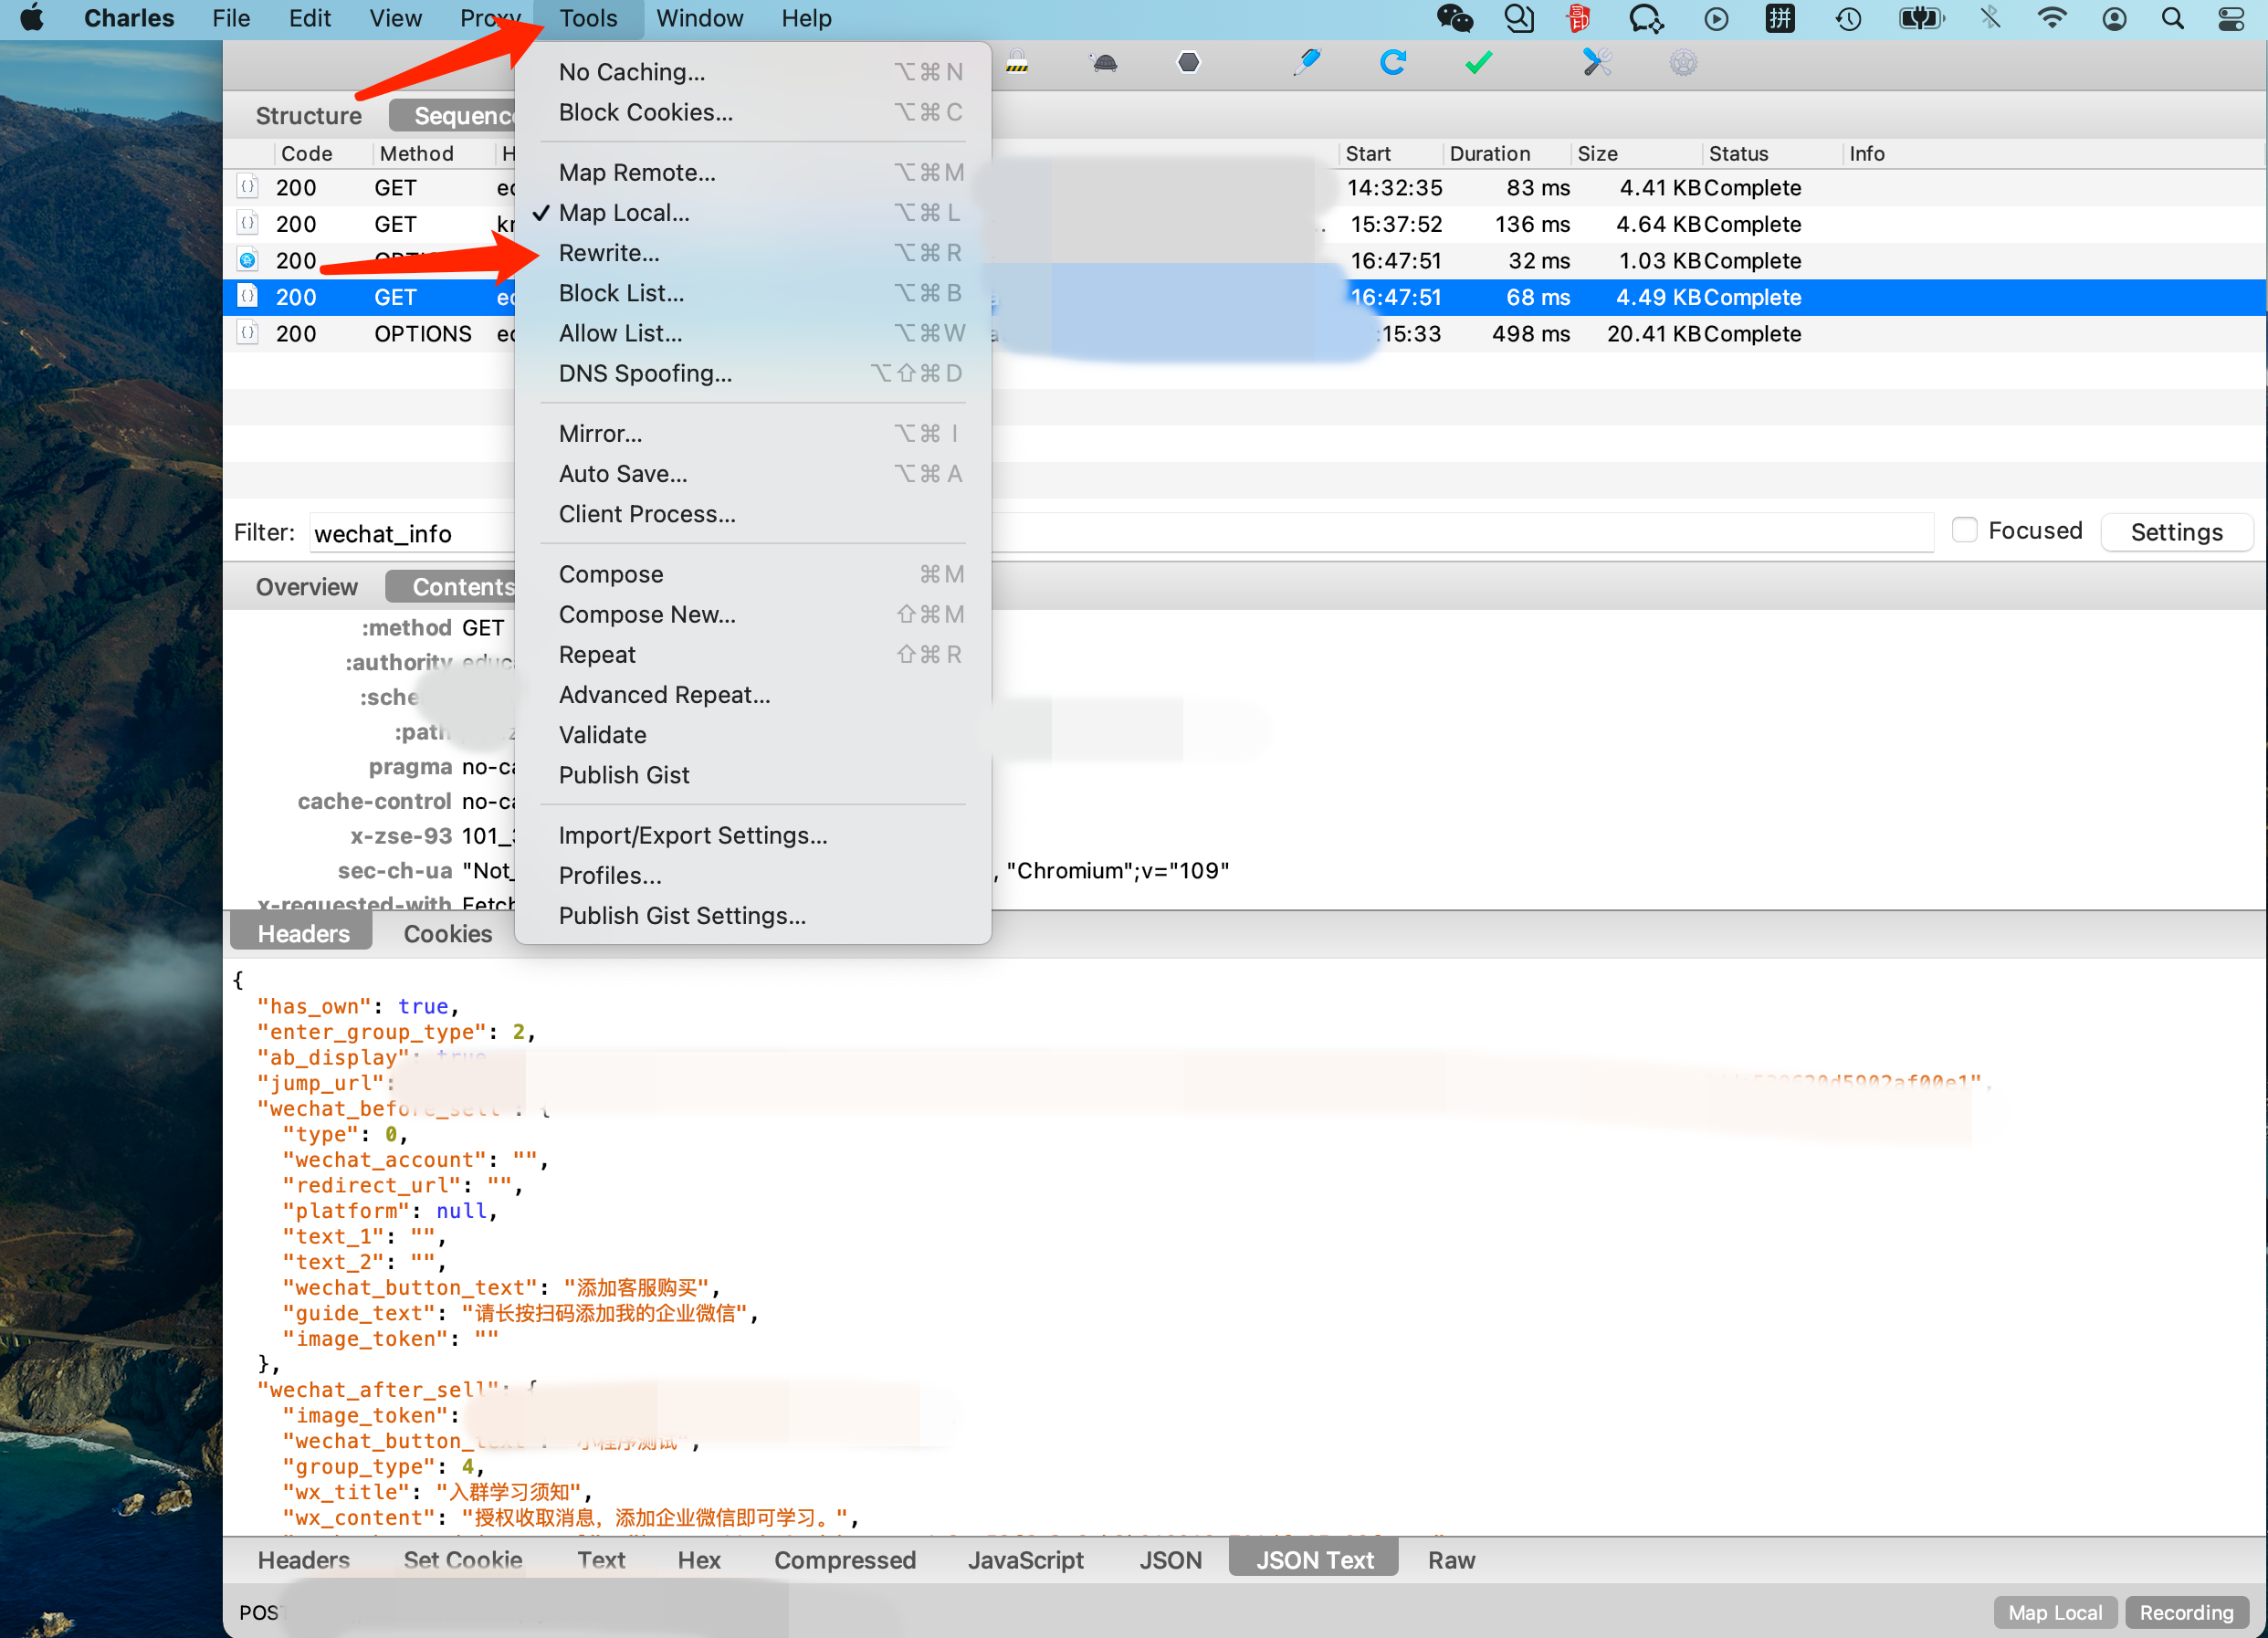 Charles File Edit View Proxy Tools Window Help
Structure Sequenc
Code Method H Start Duration Size Status Info
200 GET 14:32:35 83 ms 4.41 KB Complete
200 GET 15:37:52 136 ms 4.64 KB Complete
200 16:47:51 32 ms 1.03 KB Complete
200 GET 16:47:51 68 ms 4.49 KB Complete
200 OPTIONS :15:33 498 ms 20.41 KB Complete
No Caching... ⌥⌘N
Block Cookies... ⌥⌘C
Map Remote... ⌥⌘M
✓ Map Local... ⌥⌘L
Rewrite... ⌥⌘R
Block List... ⌥⌘B
Allow List... ⌥⌘W
DNS Spoofing... ⌥⇧⌘D
Mirror... ⌥⌘I
Auto Save... ⌥⌘A
Client Process...
Compose ⌘M
Compose New... ⇧⌘M
Repeat ⇧⌘R
Advanced Repeat...
Validate
Publish Gist
Import/Export Settings...
Profiles...
Publish Gist Settings...
Filter: wechat_info Focused Settings
Overview Contents
:method GET
:authority educ
:sche
:path
pragma no-ca
cache-control no-ca
x-zse-93 101_
sec-ch-ua "Not_ , "Chromium";v="109"
x-requested-with Fetch
Headers Cookies
{
"has_own": true,
"enter_group_type": 2,
"ab_display": true
"jump_url":
"wechat_before_sell": {
"type": 0,
"wechat_account": "",
"redirect_url": "",
"platform": null,
"text_1": "",
"text_2": "",
"wechat_button_text": "添加客服购买",
"guide_text": "请长按扫码添加我的企业微信",
"image_token": ""
},
"wechat_after_sell": {
"image_token":
"wechat_button_text": "小程序测试",
"group_type": 4,
"wx_title": "入群学习须知",
"wx_content": "授权收取消息，添加企业微信即可学习。",
Headers Set Cookie Text Hex Compressed JavaScript JSON JSON Text Raw
POST Map Local Recording